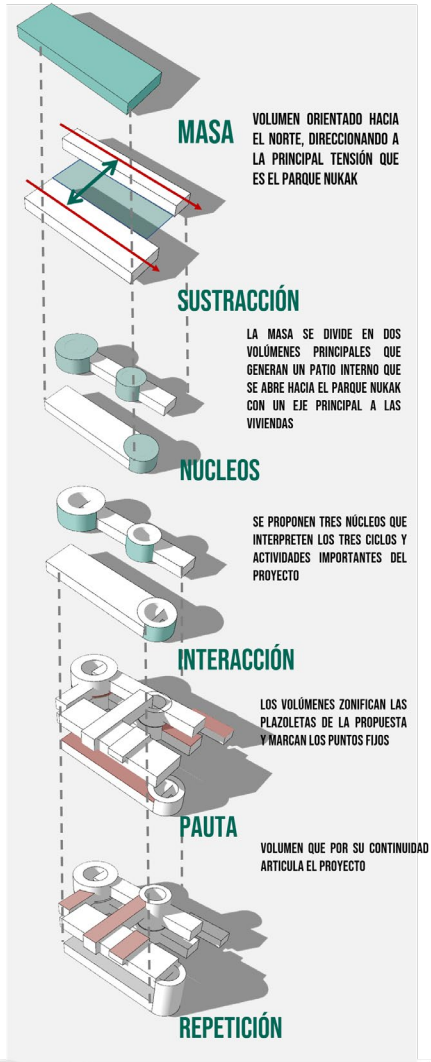 MASA
VOLUMEN ORIENTADO HACIA
EL NORTE, DIRECCIONANDO A
LA PRINCIPAL TENSIÓN QUE
ES EL PARQUE NUKAK
SUSTRACCIÓN
LA MASA SE DIVIDE EN DOS
VOLÚMENES PRINCIPALES QUE
GENERAN UN PATIO INTERNO QUE
SE ABRE HACIA EL PARQUE NUKAK
CON UN EJE PRINCIPAL A LAS
VIVIENDAS
NUCLEOS
SE PROPONEN TRES NÚCLEOS QUE
INTERPRETEN LOS TRES CICLOS Y
ACTIVIDADES IMPORTANTES DEL
PROYECTO
INTERACCIÓN
LOS VOLÚMENES ZONIFICAN LAS
PLAZOLETAS DE LA PROPUESTA
Y MARCAN LOS PUNTOS FIJOS
PAUTA
VOLUMEN QUE POR SU CONTINUIDAD
ARTICULA EL PROYECTO
REPETICIÓN